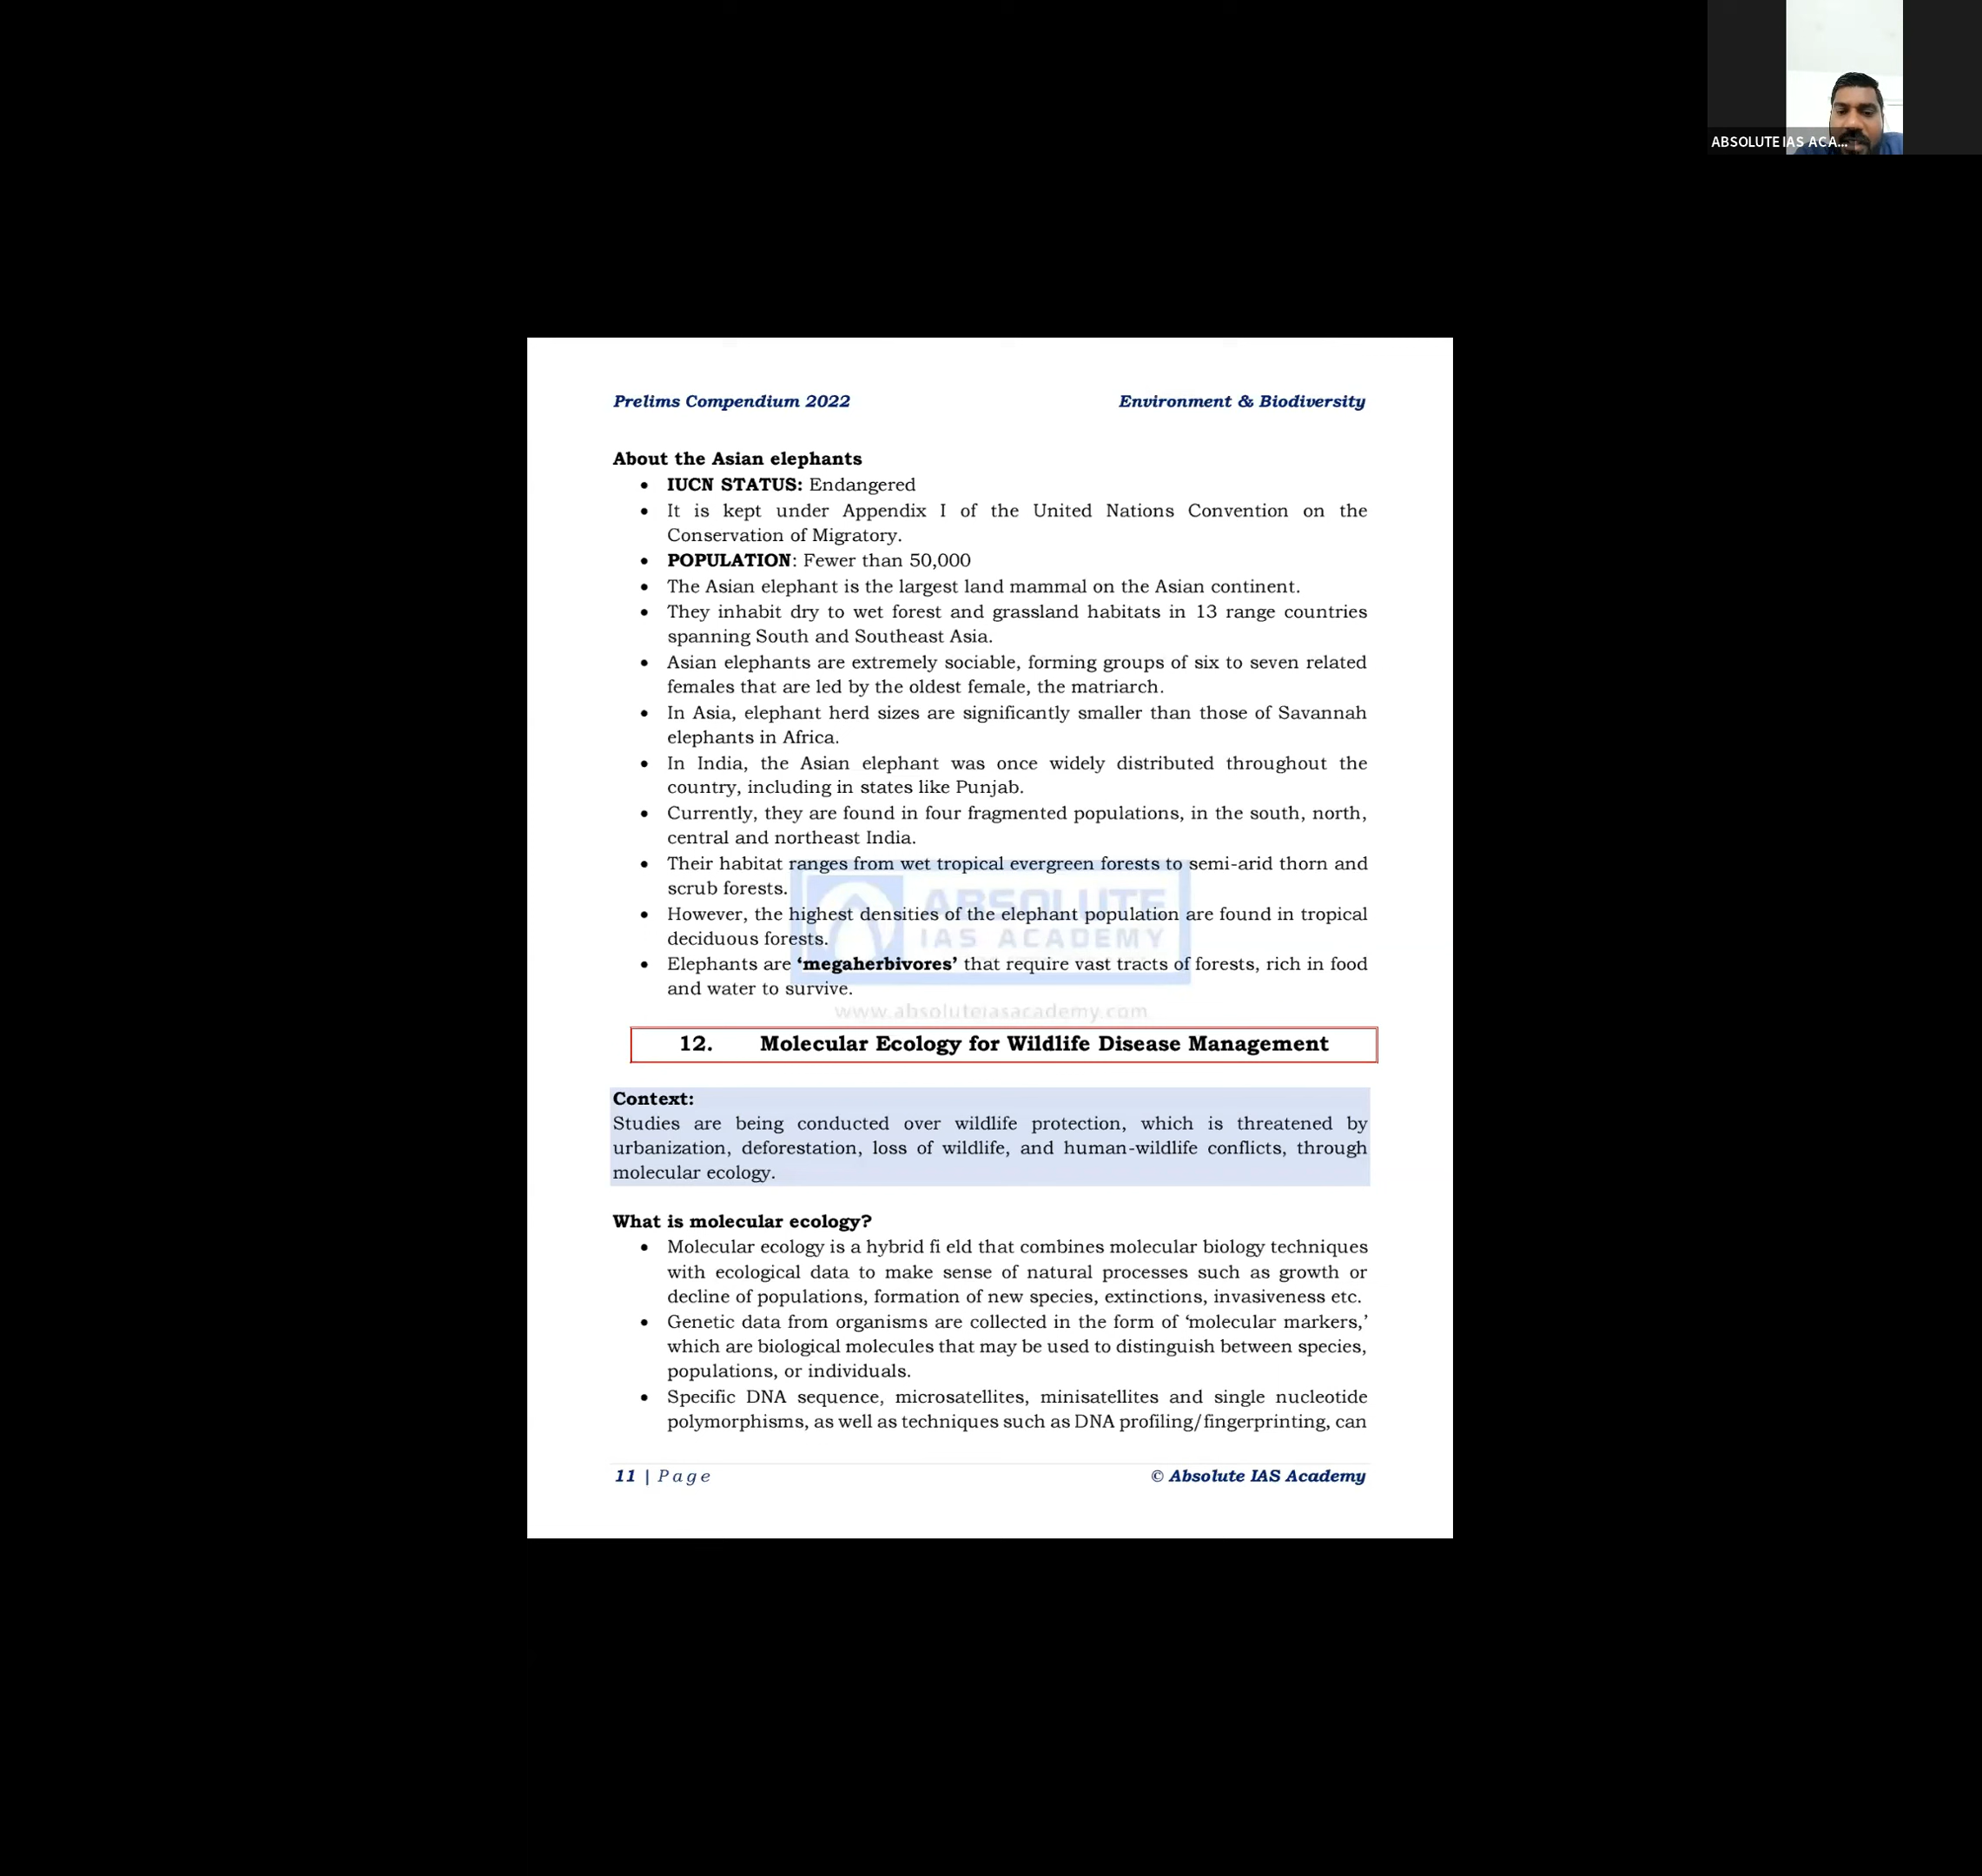 ABSOLUTE IAS ACA...
Prelims Compendium 2022 Environment & Biodiversity
About the Asian elephants
• IUCN STATUS: Endangered
• It is kept under Appendix I of the United Nations Convention on the
Conservation of Migratory.
• POPULATION: Fewer than 50,000
• The Asian elephant is the largest land mammal on the Asian continent.
• They inhabit dry to wet forest and grassland habitats in 13 range countries
spanning South and Southeast Asia.
• Asian elephants are extremely sociable, forming groups of six to seven related
females that are led by the oldest female, the matriarch.
• In Asia, elephant herd sizes are significantly smaller than those of Savannah
elephants in Africa.
• In India, the Asian elephant was once widely distributed throughout the
country, including in states like Punjab.
• Currently, they are found in four fragmented populations, in the south, north,
central and northeast India.
• Their habitat ranges from wet tropical evergreen forests to semi-arid thorn and
scrub forests.
• However, the highest densities of the elephant population are found in tropical
deciduous forests.
• Elephants are ‘megaherbivores’ that require vast tracts of forests, rich in food
and water to survive.
ABSOLUTE
IAS ACADEMY
www.absoluteiasacademy.com
12. Molecular Ecology for Wildlife Disease Management
Context:
Studies are being conducted over wildlife protection, which is threatened by
urbanization, deforestation, loss of wildlife, and human-wildlife conflicts, through
molecular ecology.
What is molecular ecology?
• Molecular ecology is a hybrid fi eld that combines molecular biology techniques
with ecological data to make sense of natural processes such as growth or
decline of populations, formation of new species, extinctions, invasiveness etc.
• Genetic data from organisms are collected in the form of ‘molecular markers,’
which are biological molecules that may be used to distinguish between species,
populations, or individuals.
• Specific DNA sequence, microsatellites, minisatellites and single nucleotide
polymorphisms, as well as techniques such as DNA profiling/fingerprinting, can
11 | Page © Absolute IAS Academy